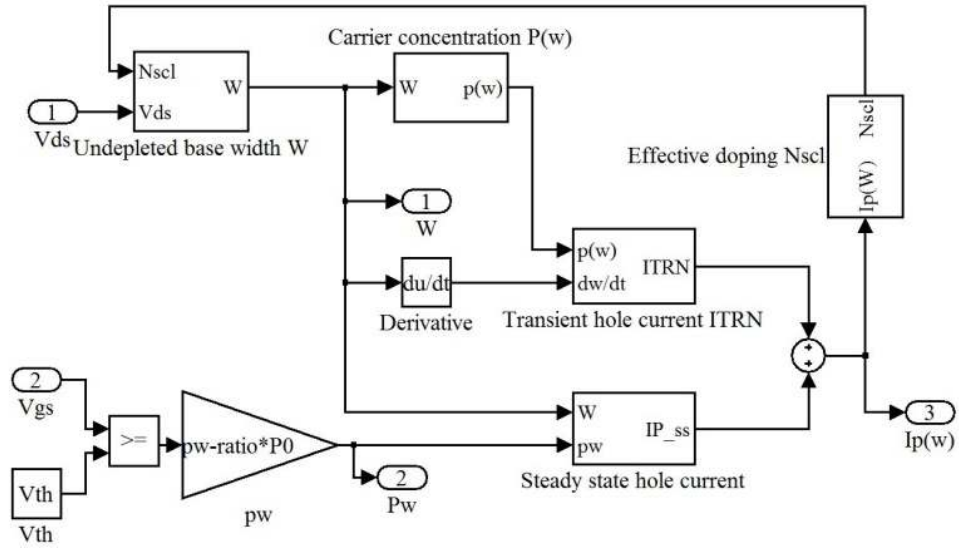 Carrier concentration P(w)
Nscl
Vds
W
W
p(w)
1
Vds
Undepleted base width W
Effective doping Nscl
Nscl
Ip(W)
1
W
p(w)
dw/dt
ITRN
du/dt
Derivative
Transient hole current ITRN
+
+
2
Vgs
>=
pw-ratio*P0
W
pw
IP_ss
3
Ip(w)
Vth
Vth
pw
2
Pw
Steady state hole current